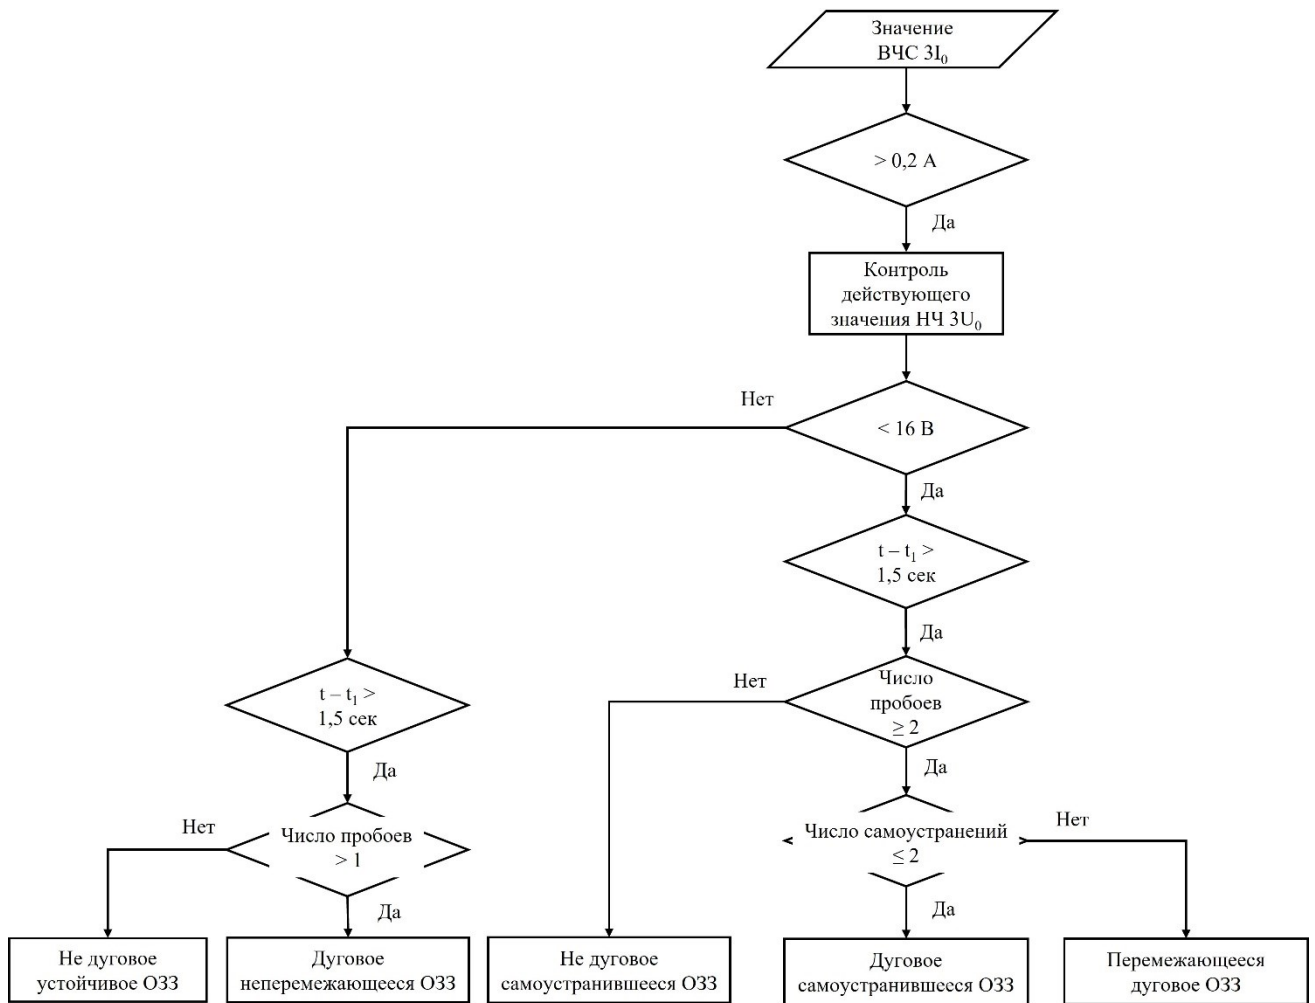 Значение
ВЧС 3I₀
> 0,2 А
Да
Контроль
действующего
значения НЧ 3U₀
Нет
< 16 В
Да
t – t₁ >
1,5 сек
Да
Нет
Число
пробоев
≥ 2
t – t₁ >
1,5 сек
Да
Да
Нет
Число пробоев
> 1
Число самоустранений
≤ 2
Нет
Да
Да
Не дуговое
устойчивое ОЗЗ
Дуговое
неперемежающееся ОЗЗ
Не дуговое
самоустранившееся ОЗЗ
Дуговое
самоустранившееся ОЗЗ
Перемежающееся
дуговое ОЗЗ